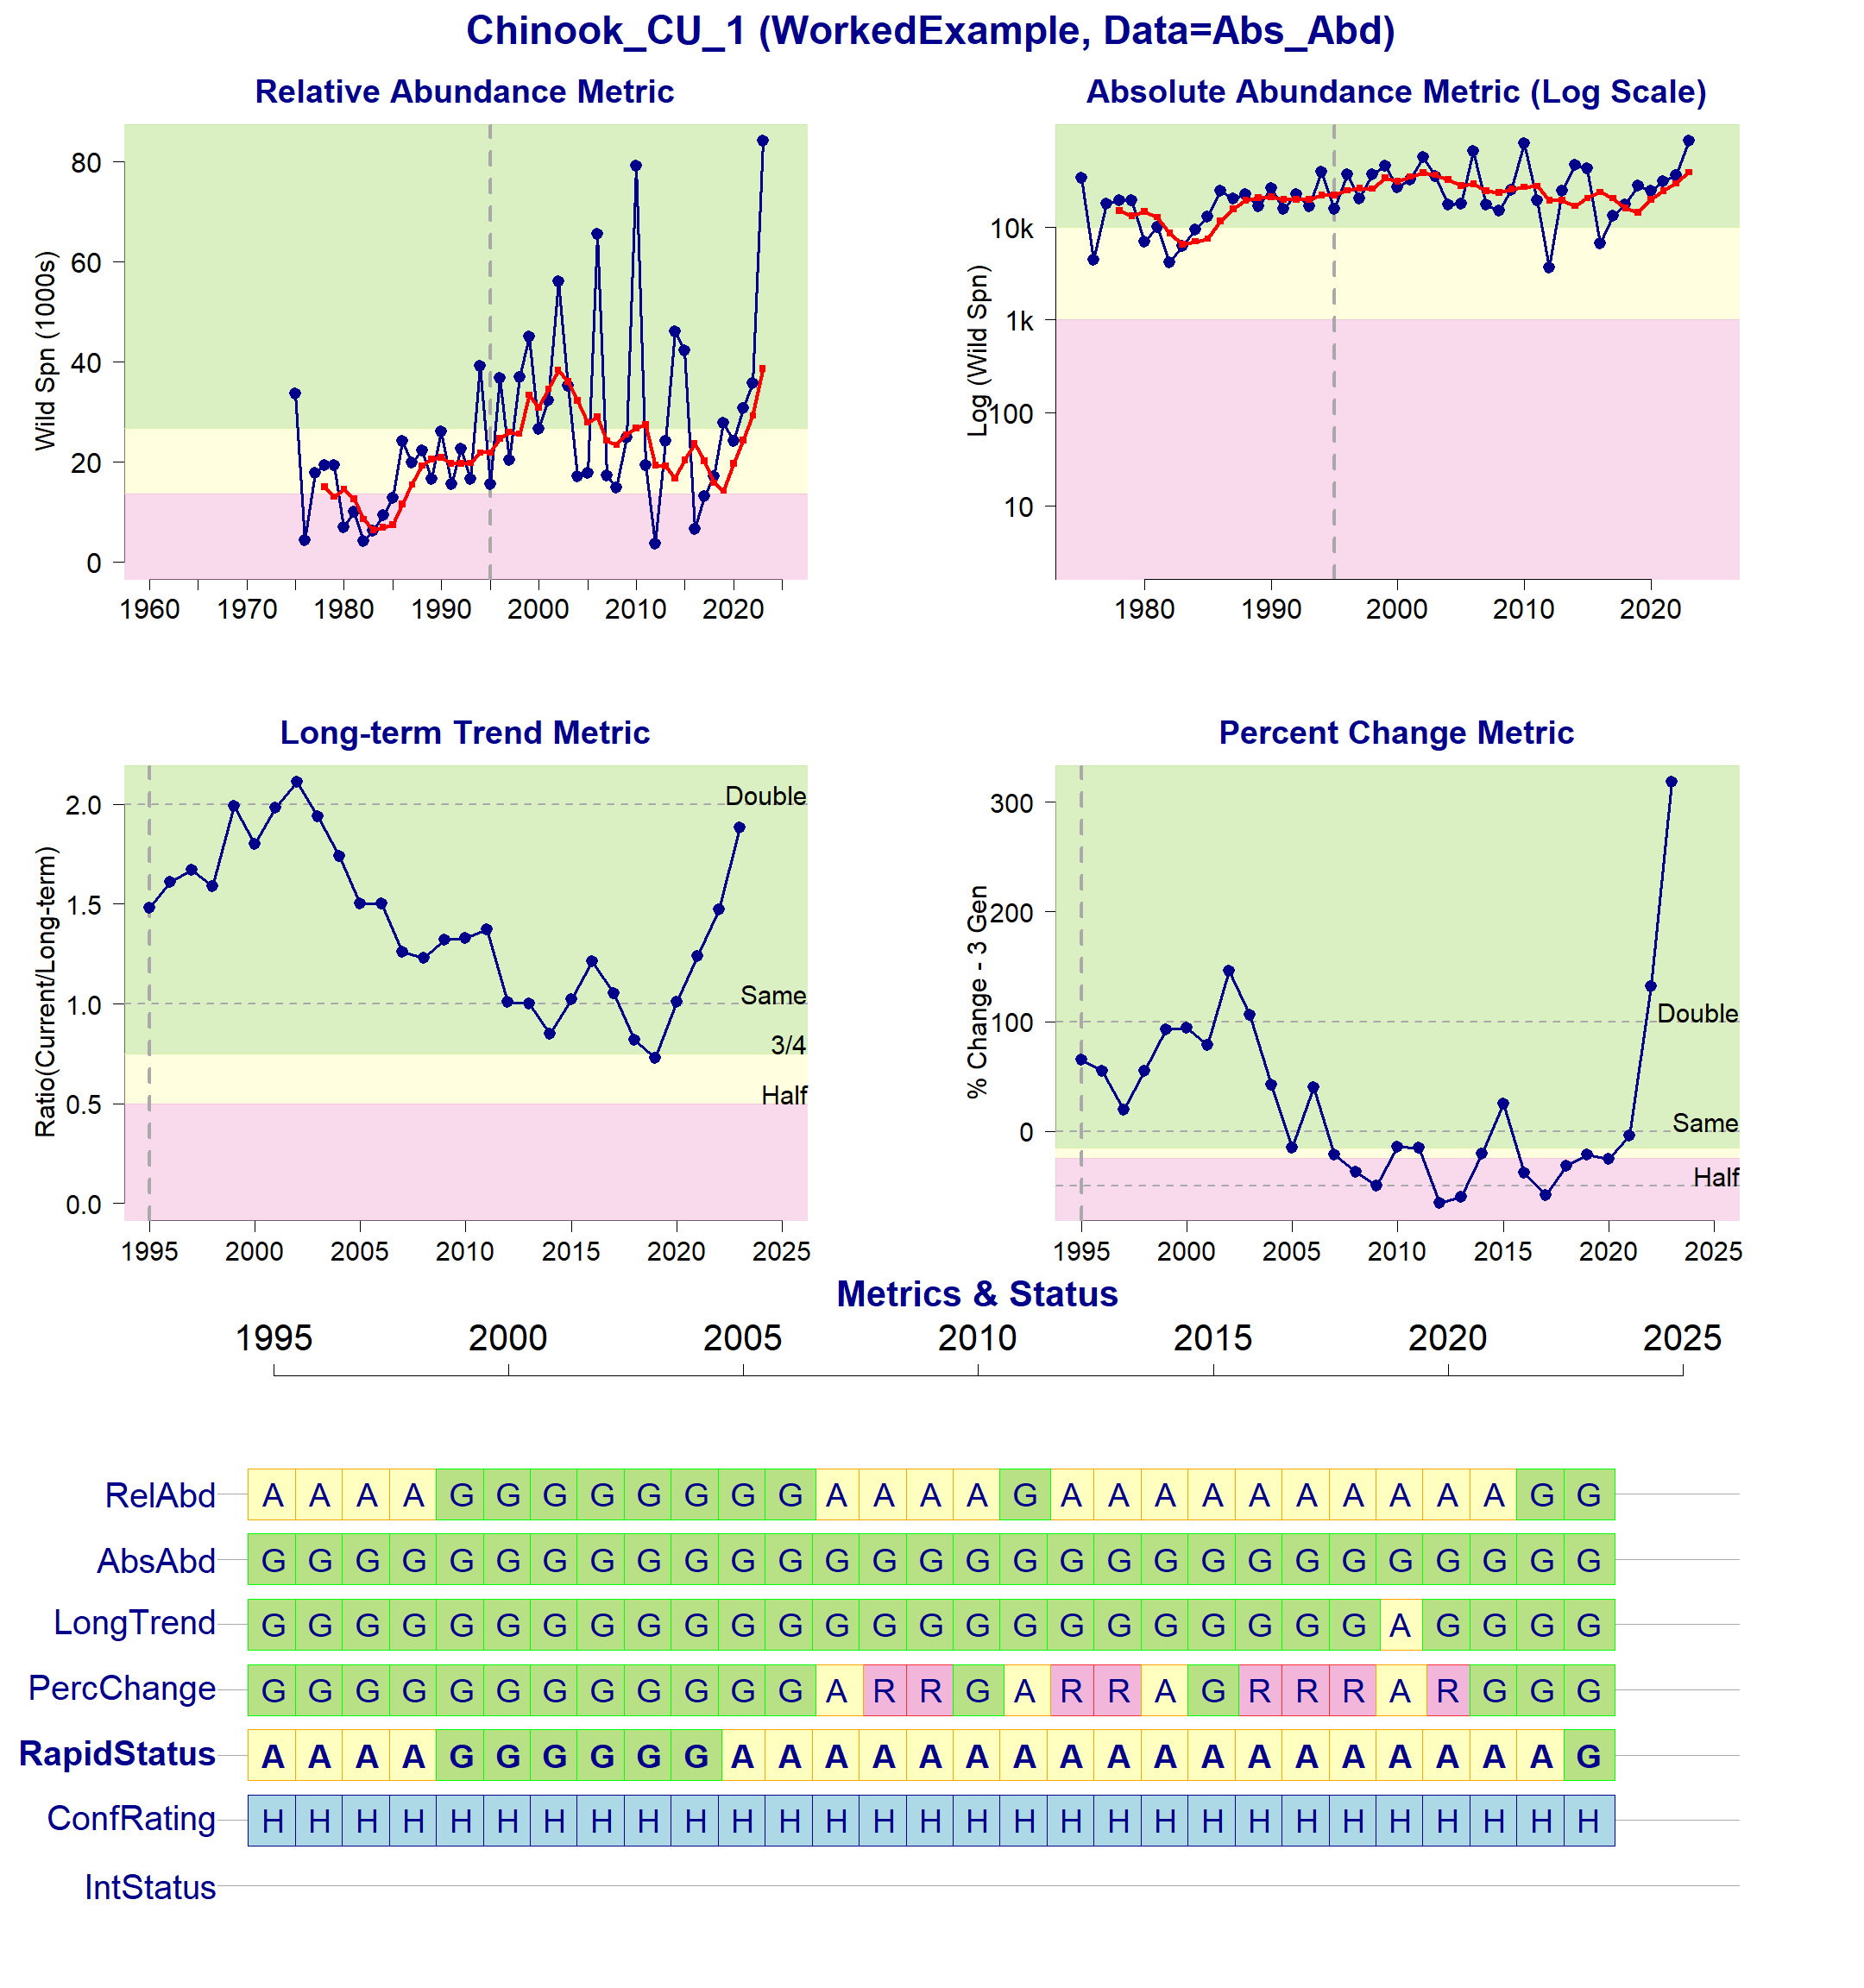 Chinook_CU_1 (WorkedExample, Data=Abs_Abd)
Relative Abundance Metric
Wild Spn (1000s)
80
60
40
20
0
1960 1970 1980 1990 2000 2010 2020
Absolute Abundance Metric (Log Scale)
Log (Wild Spn)
10k
1k
100
10
1980 1990 2000 2010 2020
Long-term Trend Metric
Ratio(Current/Long-term)
2.0
1.5
1.0
0.5
0.0
Double
Same
3/4
Half
1995 2000 2005 2010 2015 2020 2025
Percent Change Metric
% Change - 3 Gen
300
200
100
0
Double
Same
Half
1995 2000 2005 2010 2015 2020 2025
Metrics & Status
1995 2000 2005 2010 2015 2020 2025
RelAbd A A A A G G G G G G G G A A A A G A A A A A A A A A A G G
AbsAbd G G G G G G G G G G G G G G G G G G G G G G G G G G G G G
LongTrend G G G G G G G G G G G G G G G G G G G G G G G G A G G G G
PercChange G G G G G G G G G G G G A R R G A R R A G R R R A R G G G
RapidStatus A A A A G G G G G G A A A A A A A A A A A A A A A A A A G
ConfRating H H H H H H H H H H H H H H H H H H H H H H H H H H H H H
IntStatus